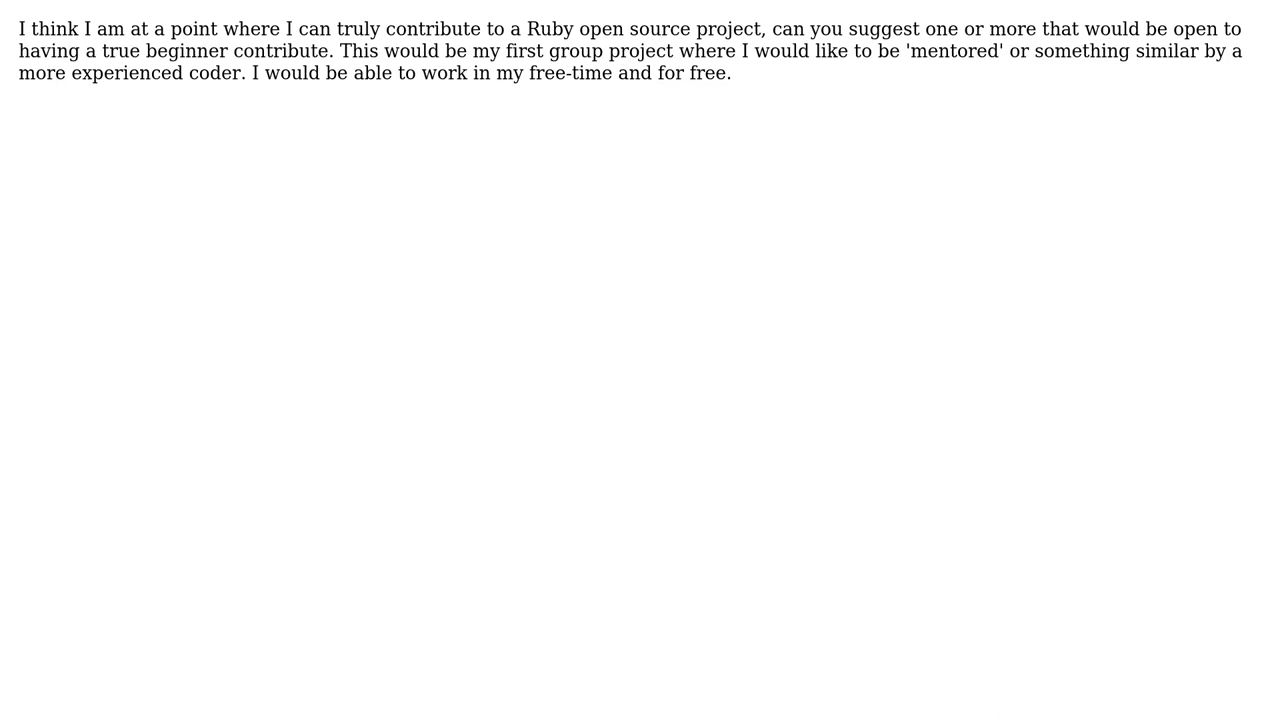 I think I am at a point where I can truly contribute to a Ruby open source project, can you suggest one or more that would be open to
having a true beginner contribute. This would be my first group project where I would like to be 'mentored' or something similar by a
more experienced coder. I would be able to work in my free-time and for free.